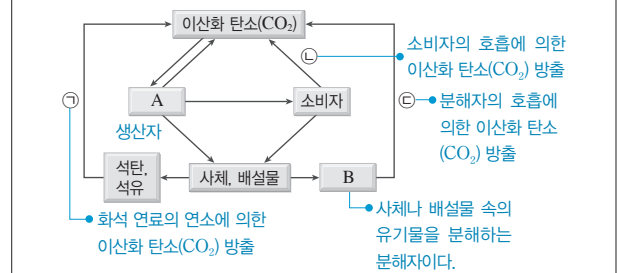 이산화 탄소(CO₂)
㉡
소비자의 호흡에 의한
이산화 탄소(CO₂) 방출
㉠
A
소비자
㉢
분해자의 호흡에
의한 이산화 탄소
(CO₂) 방출
생산자
석탄,
석유
사체, 배설물
B
화석 연료의 연소에 의한
이산화 탄소(CO₂) 방출
사체나 배설물 속의
유기물을 분해하는
분해자이다.